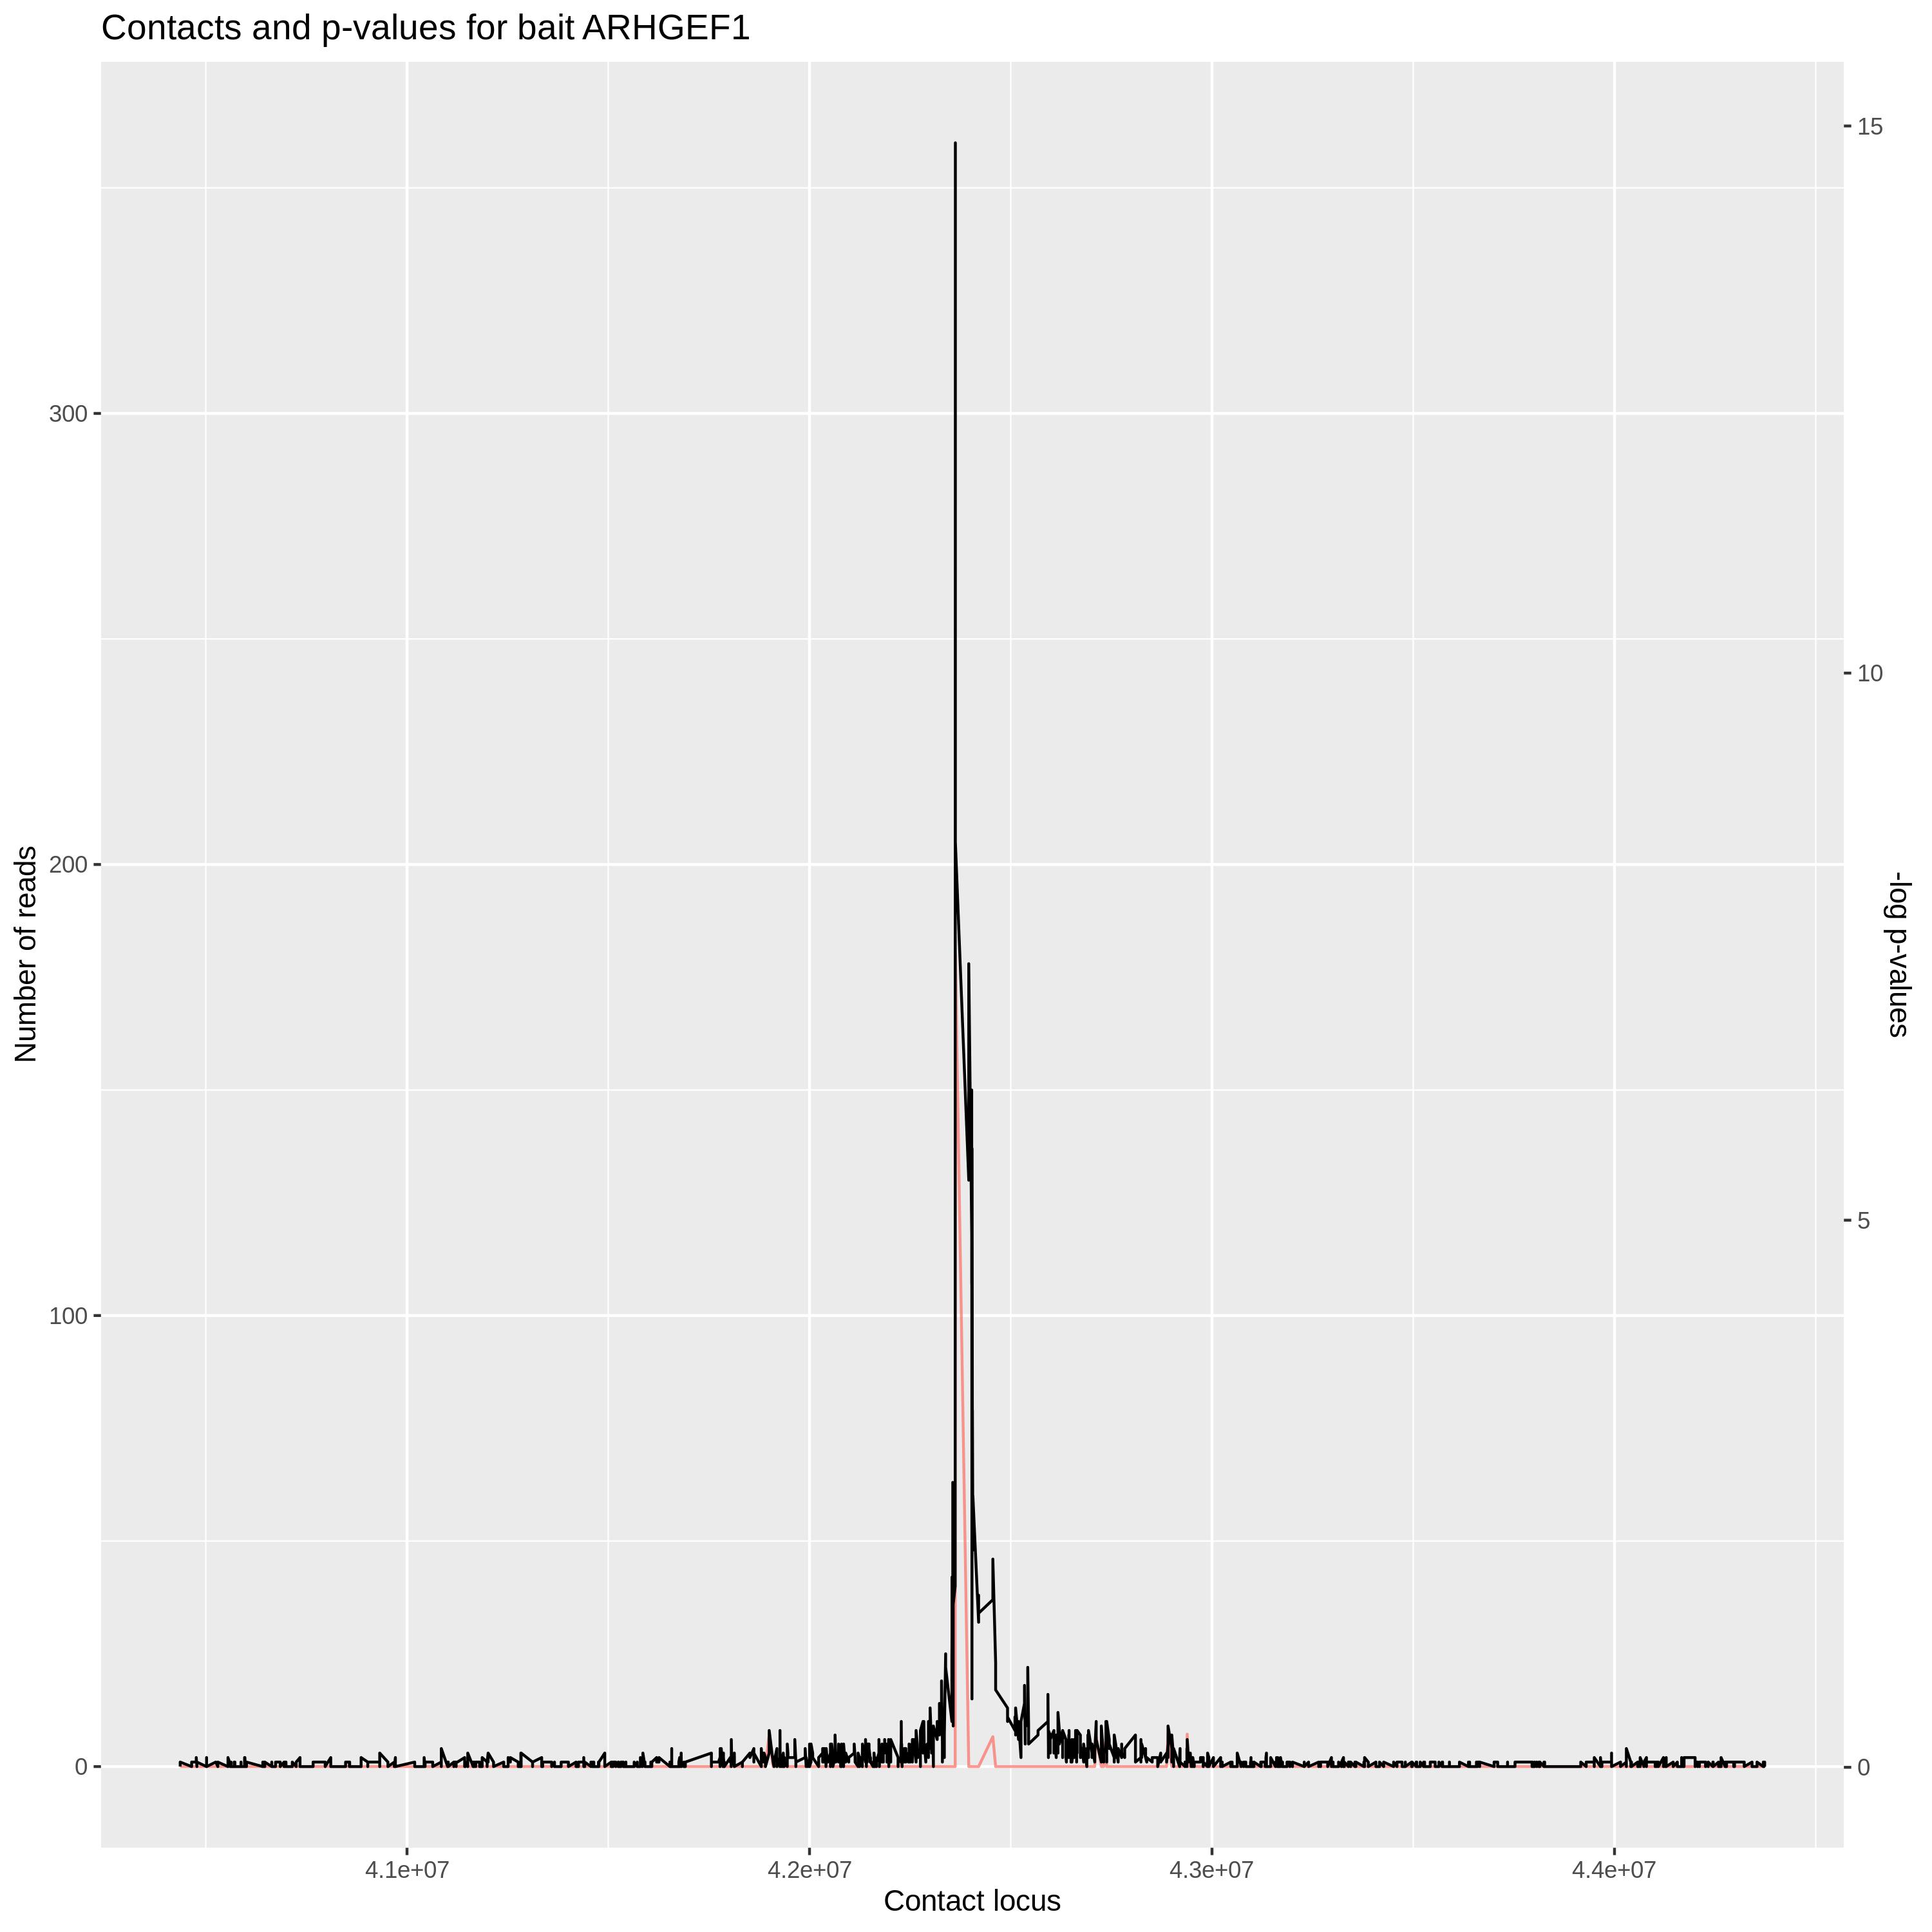 Contacts and p-values for bait ARHGEF1
15
300
10
200
Number of reads
-log p-values
5
100
0
0
4.1e+07
4.2e+07
4.3e+07
4.4e+07
Contact locus